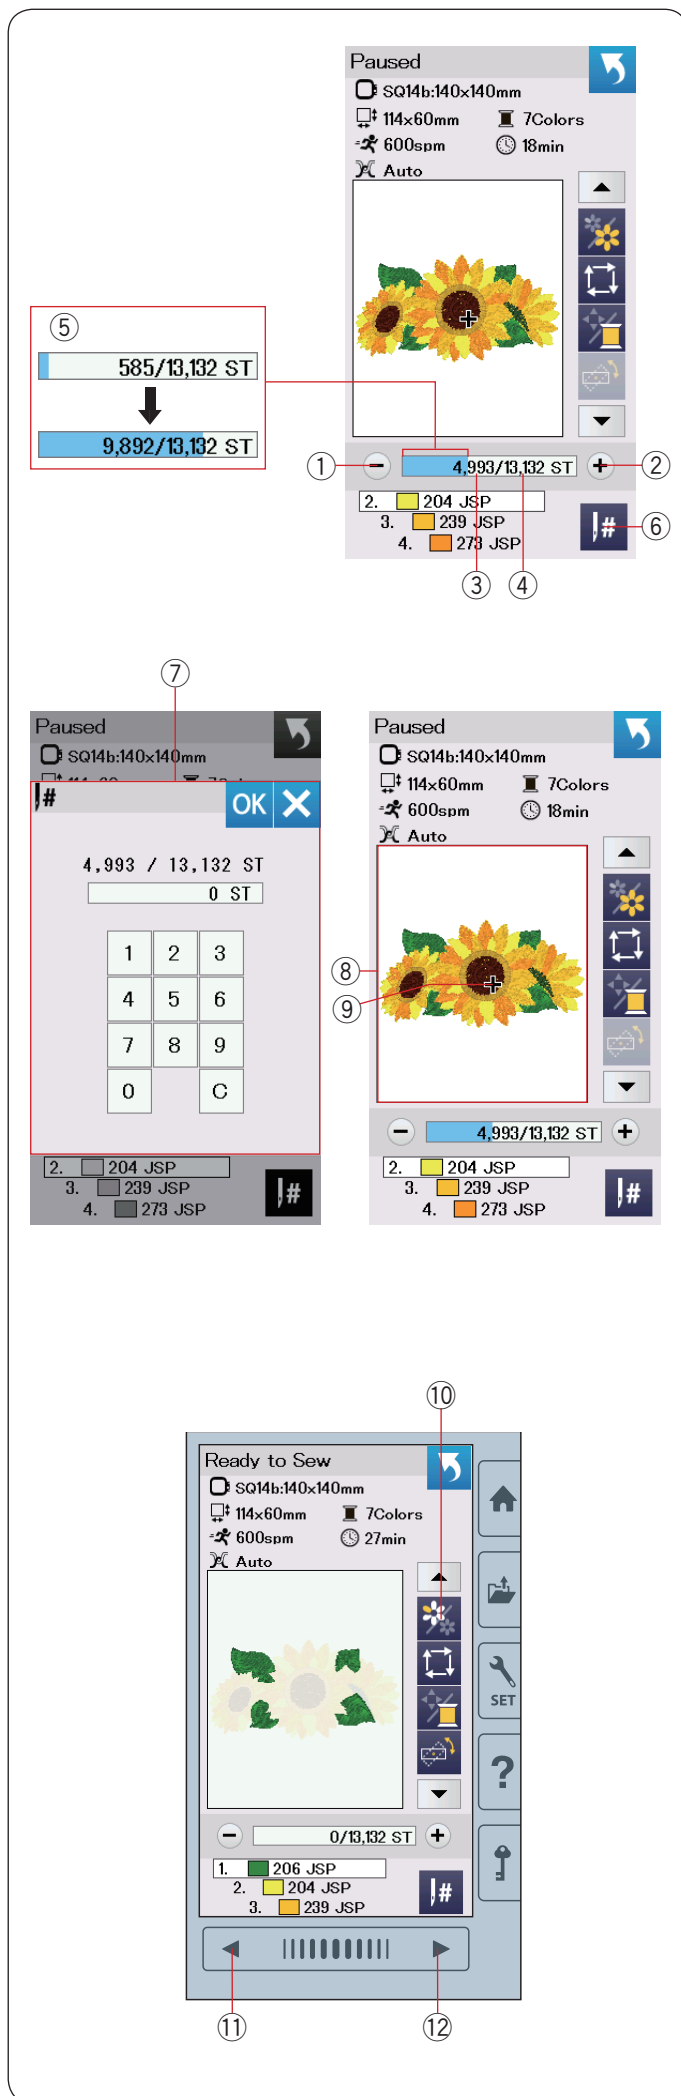 Paused
SQ14b:140x140mm
114x60mm 7Colors
600spm 18min
Auto
⑤
585/13,132 ST
9,892/13,132 ST
① − 4,993/13,132 ST + ②
2. 204 JSP
3. 239 JSP
4. 273 JSP
# ⑥
③ ④
⑦
Paused
SQ14b:140x140mm
#
OK
4,993 / 13,132 ST
0 ST
1 2 3
4 5 6
7 8 9
0 C
2. 204 JSP
3. 239 JSP
4. 273 JSP
#
Paused
SQ14b:140x140mm
114x60mm 7Colors
600spm 18min
Auto
⑧
⑨
− 4,993/13,132 ST +
2. 204 JSP
3. 239 JSP
4. 273 JSP
#
⑩
Ready to Sew
SQ14b:140x140mm
114x60mm 7Colors
600spm 27min
Auto
SET
?
− 0/13,132 ST +
1. 206 JSP
2. 204 JSP
3. 239 JSP
#
⑪ ⑫